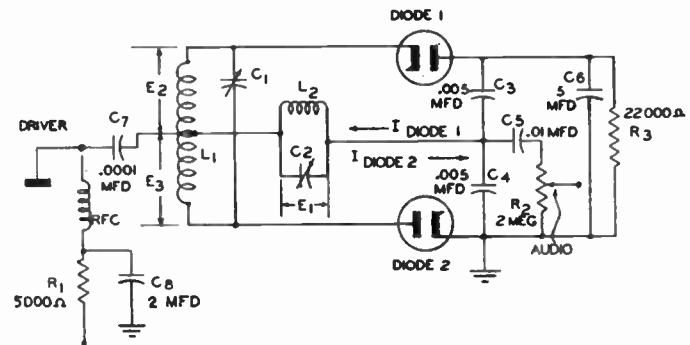 DIODE 1
E2
C1
L2
C3
.005
MFD
C6
5
MFD
22000Ω
R3
DRIVER
C7
.0001
MFD
L1
I DIODE 1
C5
.01 MFD
C2
I DIODE 2
E3
E1
.005
MFD
C4
R2
2 MEG
RFC
AUDIO
DIODE 2
R1
5000Ω
C8
2 MFD